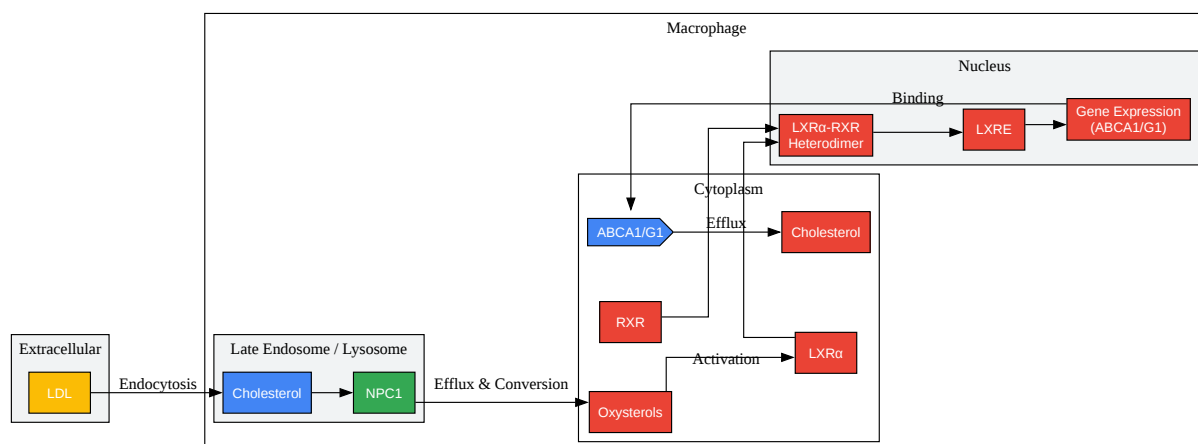 Macrophage
Nucleus
Binding
LXRα-RXR
Heterodimer
LXRE
Gene Expression
(ABCA1/G1)
Cytoplasm
ABCA1/G1
Efflux
Cholesterol
RXR
LXRα
Activation
Oxysterols
Extracellular
LDL
Endocytosis
Late Endosome / Lysosome
Cholesterol
NPC1
Efflux & Conversion